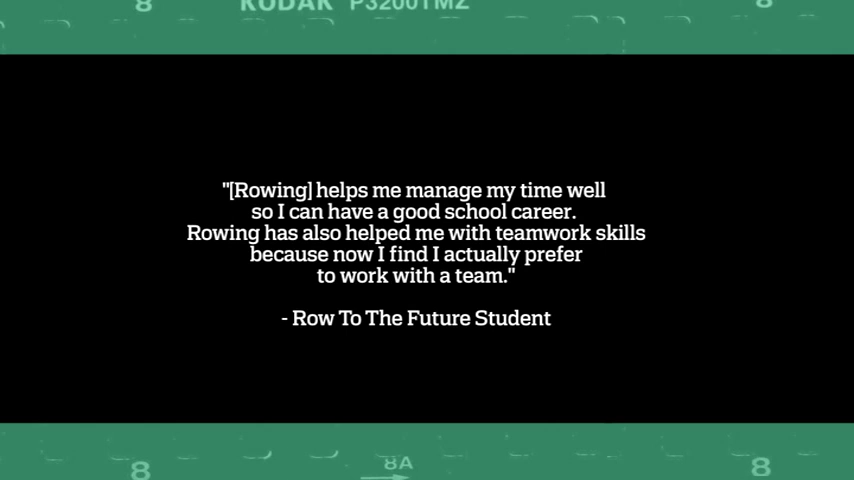 8 KODAK P3200TMZ 8
"[Rowing] helps me manage my time well
so I can have a good school career.
Rowing has also helped me with teamwork skills
because now I find I actually prefer
to work with a team."
- Row To The Future Student
8 8A 8